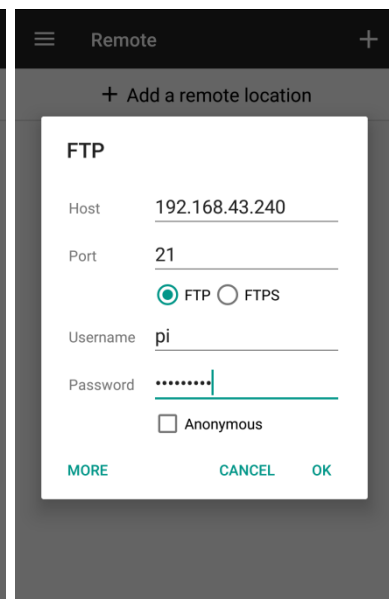 Remote
+ Add a remote location
FTP
Host 192.168.43.240
Port 21
FTP FTPS
Username pi
Password •••••••••
Anonymous
MORE CANCEL OK